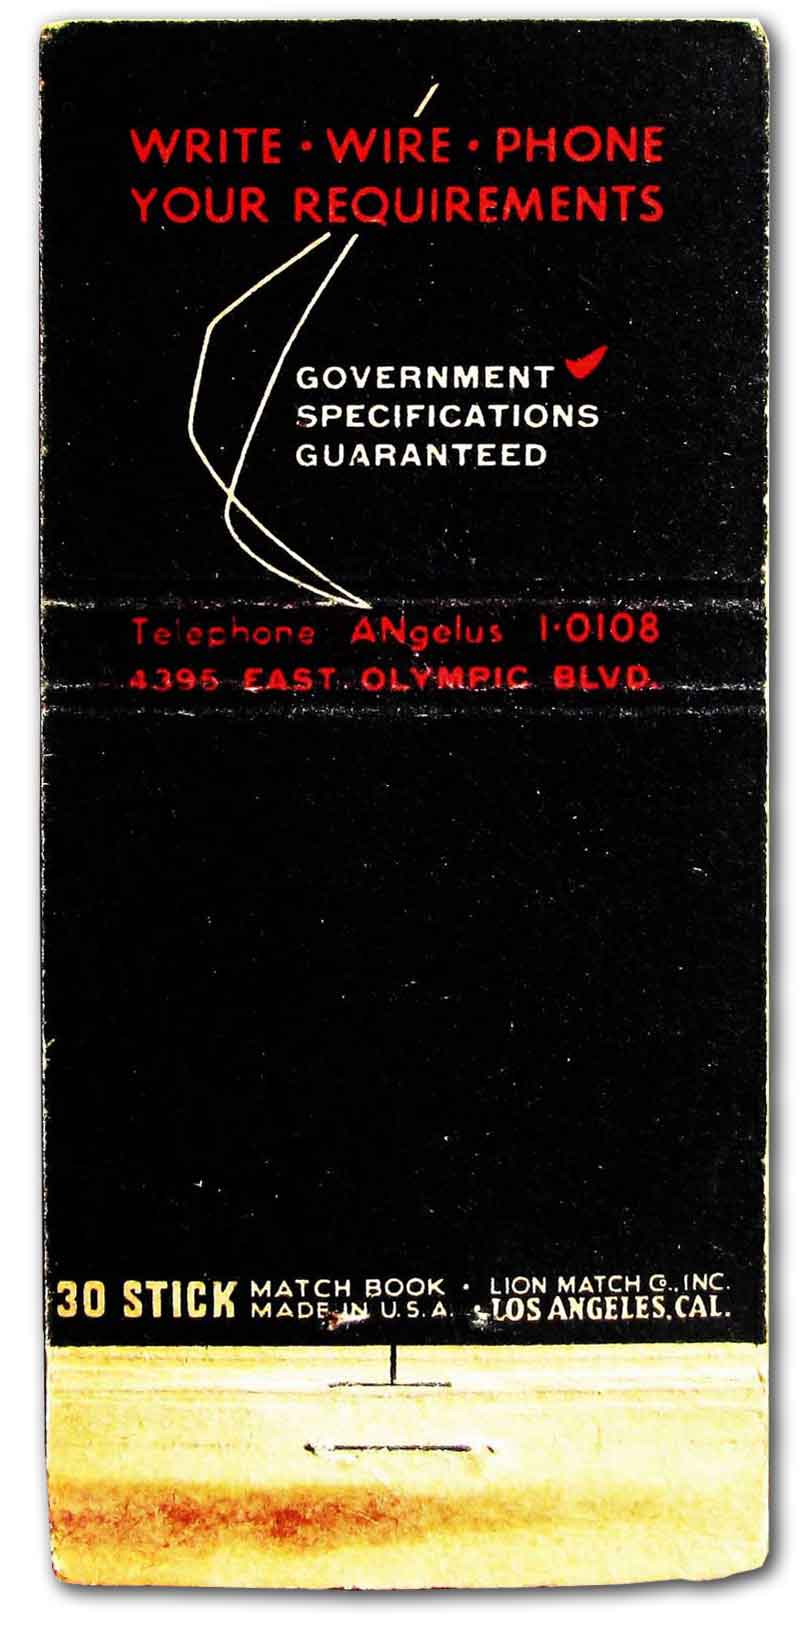 WRITE • WIRE • PHONE
YOUR REQUIREMENTS
GOVERNMENT
SPECIFICATIONS
GUARANTEED
Telephone ANgelus 1·0108
4395 EAST OLYMPIC BLVD.
30 STICK MATCH BOOK • LION MATCH Co., INC.
MADE IN U.S.A. • LOS ANGELES, CAL.